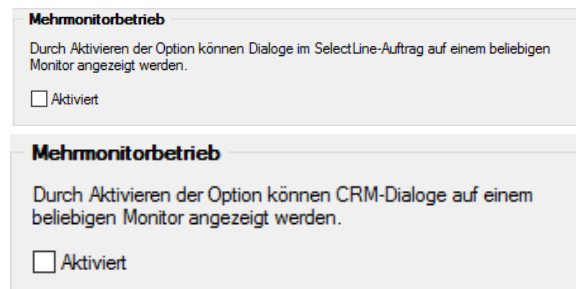 Mehrmonitorbetrieb
Durch Aktivieren der Option können Dialoge im SelectLine-Auftrag auf einem beliebigen
Monitor angezeigt werden.
Aktiviert
Mehrmonitorbetrieb
Durch Aktivieren der Option können CRM-Dialoge auf einem
beliebigen Monitor angezeigt werden.
Aktiviert